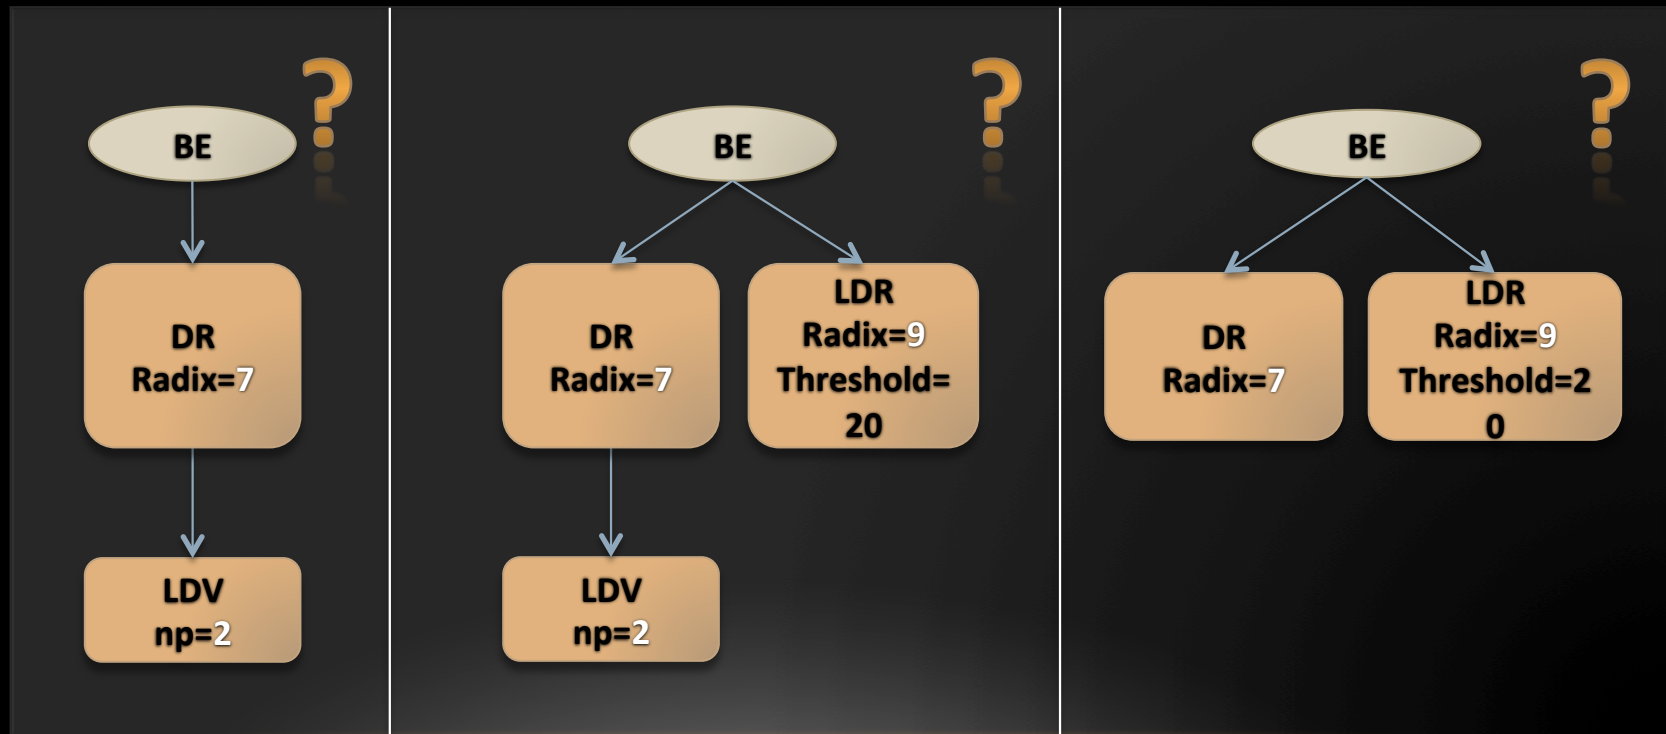 ?
BE
DR
Radix=7
LDV
np=2
?
BE
DR
Radix=7
LDR
Radix=9
Threshold=
20
LDV
np=2
?
BE
DR
Radix=7
LDR
Radix=9
Threshold=2
0